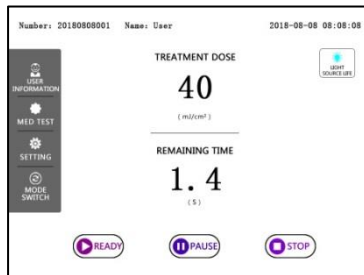 Number: 20180808001 Name: User 2018-08-08 08:08:08
USER
INFORMATION
MED TEST
SETTING
MODE
SWITCH
TREATMENT DOSE
40
( mJ/cm² )
REMAINING TIME
1.4
( S )
LIGHT
SOURCE LIFE
READY
PAUSE
STOP